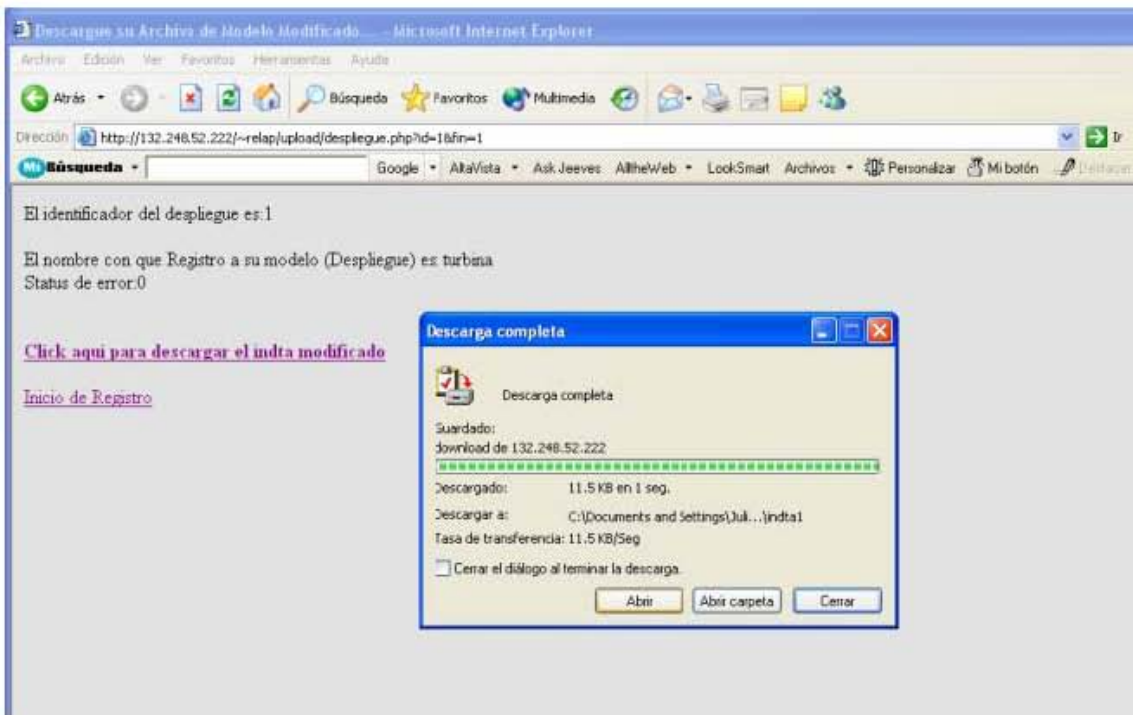 Descargue su Archivo de Modelo Modificado.... - Microsoft Internet Explorer
Archivo Edición Ver Favoritos Herramientas Ayuda
Atrás Búsqueda Favoritos Multimedia
Dirección http://132.248.52.222/~relap/upload/despliegue.php?id=1&fin=1 Ir
Mi Búsqueda Google AltaVista Ask Jeeves AlltheWeb LookSmart Archivos Personalizar Mi botón
El identificador del despliegue es:1
El nombre con que Registro a su modelo (Despliegue) es: turbina
Status de error:0
Click aqui para descargar el indta modificado
Inicio de Registro
Descarga completa
Descarga completa
Guardado:
download de 132.248.52.222
Descargado: 11.5 KB en 1 seg.
Descargar a: C:\Documents and Settings\Juli...\indta1
Tasa de transferencia: 11.5 KB/Seg
Cerrar el diálogo al terminar la descarga.
Abrir Abrir carpeta Cerrar